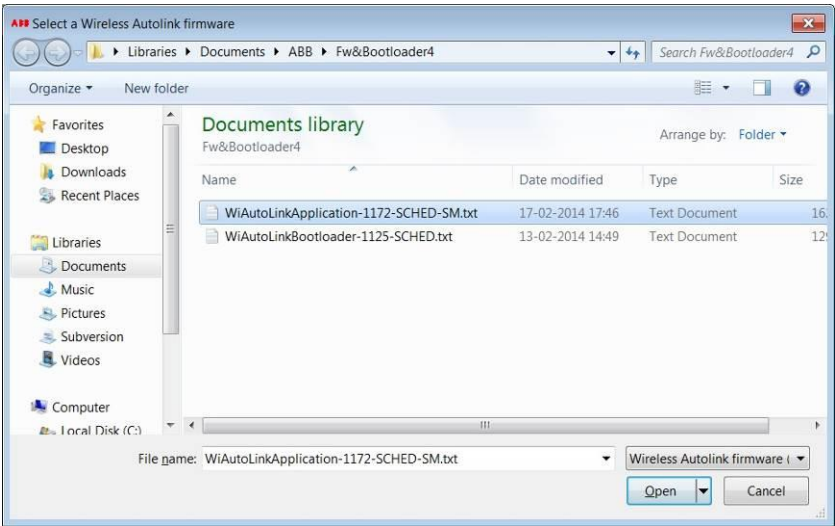 ABB Select a Wireless Autolink firmware
Libraries Documents ABB Fw&Bootloader4
Search Fw&Bootloader4
Organize New folder
Favorites
Desktop
Downloads
Recent Places
Libraries
Documents
Music
Pictures
Subversion
Videos
Computer
Local Disk (C:)
Documents library
Fw&Bootloader4
Arrange by: Folder
Name Date modified Type Size
WiAutoLinkApplication-1172-SCHED-SM.txt 17-02-2014 17:46 Text Document 16
WiAutoLinkBootloader-1125-SCHED.txt 13-02-2014 14:49 Text Document 12
File name: WiAutoLinkApplication-1172-SCHED-SM.txt
Wireless Autolink firmware (
Open Cancel